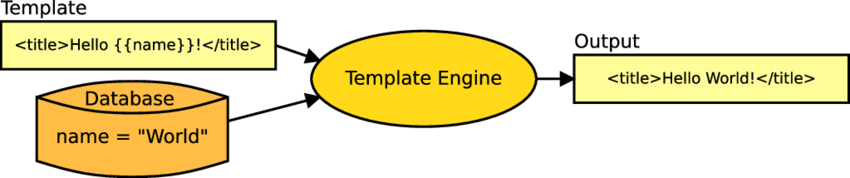 Template
<title>Hello {{name}}!</title>
Database
name = "World"
Template Engine
Output
<title>Hello World!</title>